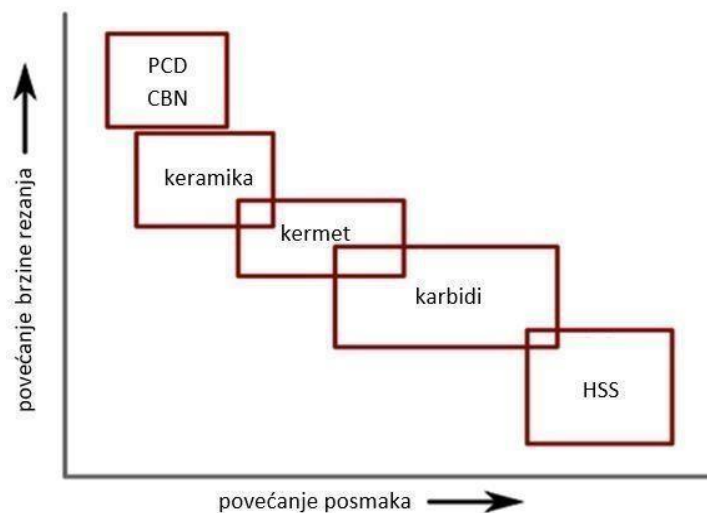 PCD
CBN
keramika
kermet
karbidi
HSS
povećanje brzine rezanja
povećanje posmaka